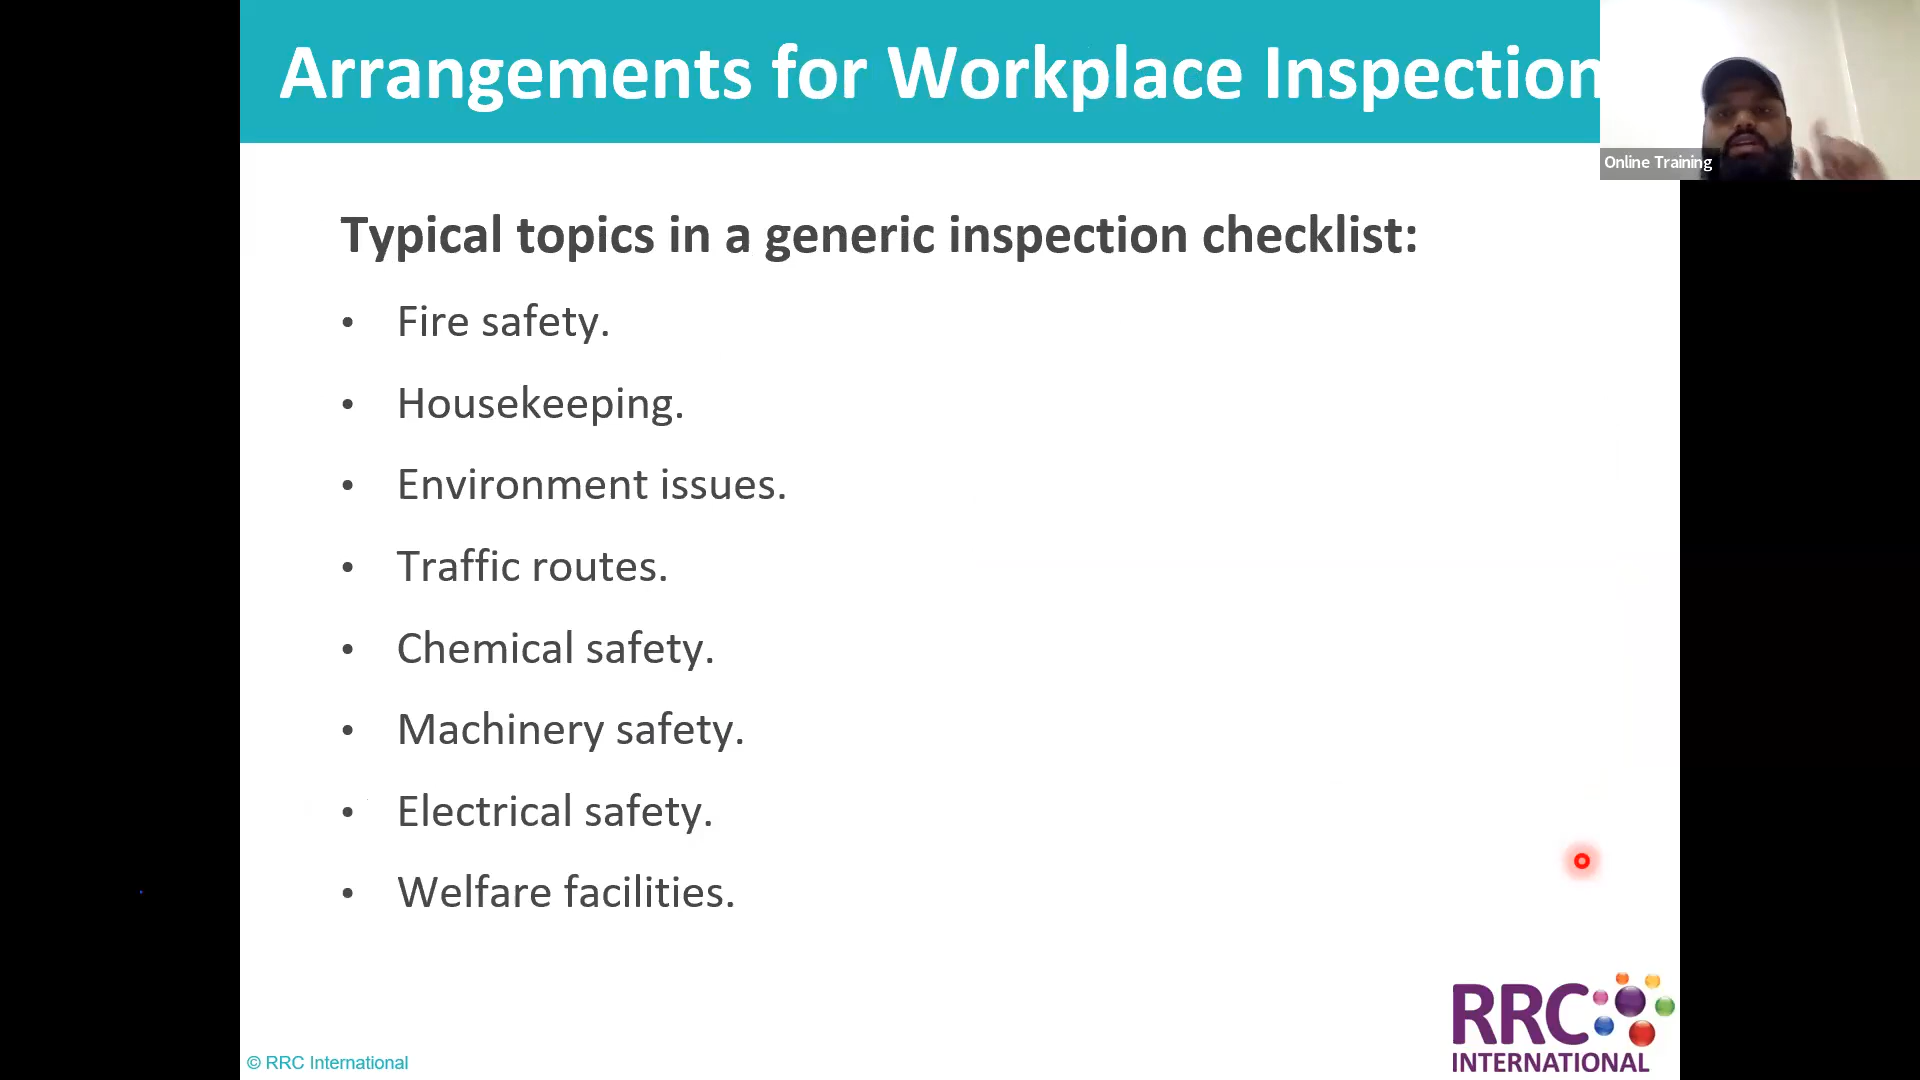 Arrangements for Workplace Inspection
Online Training
Typical topics in a generic inspection checklist:
• Fire safety.
• Housekeeping.
• Environment issues.
• Traffic routes.
• Chemical safety.
• Machinery safety.
• Electrical safety.
• Welfare facilities.
RRC
INTERNATIONAL
© RRC International